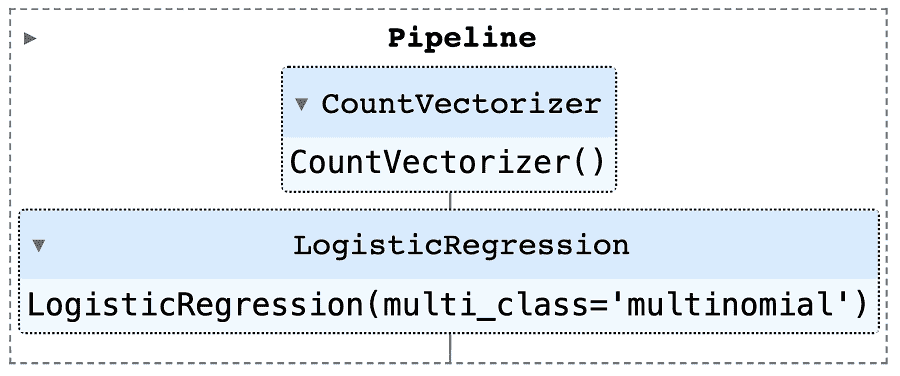 Pipeline
CountVectorizer
CountVectorizer()
LogisticRegression
LogisticRegression(multi_class='multinomial')